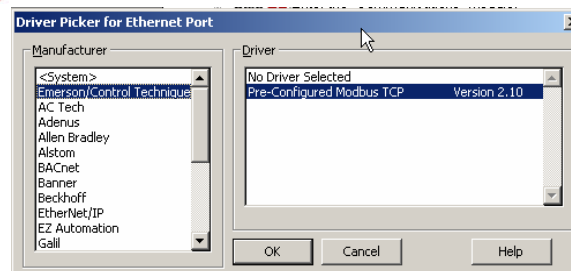 Driver Picker for Ethernet Port
Manufacturer
<System>
Emerson/Control Technique
AC Tech
Adenus
Allen Bradley
Alstom
BACnet
Banner
Beckhoff
EtherNet/IP
EZ Automation
Galil
Driver
No Driver Selected
Pre-Configured Modbus TCP Version 2.10
OK Cancel Help